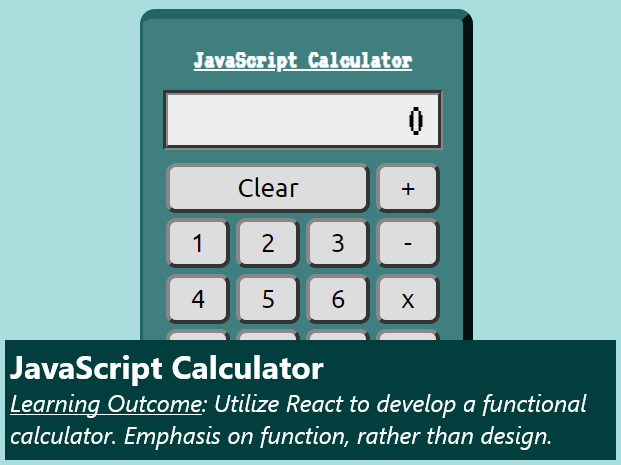 JavaScript Calculator
0
Clear +
1 2 3 -
4 5 6 x
JavaScript Calculator
Learning Outcome: Utilize React to develop a functional
calculator. Emphasis on function, rather than design.